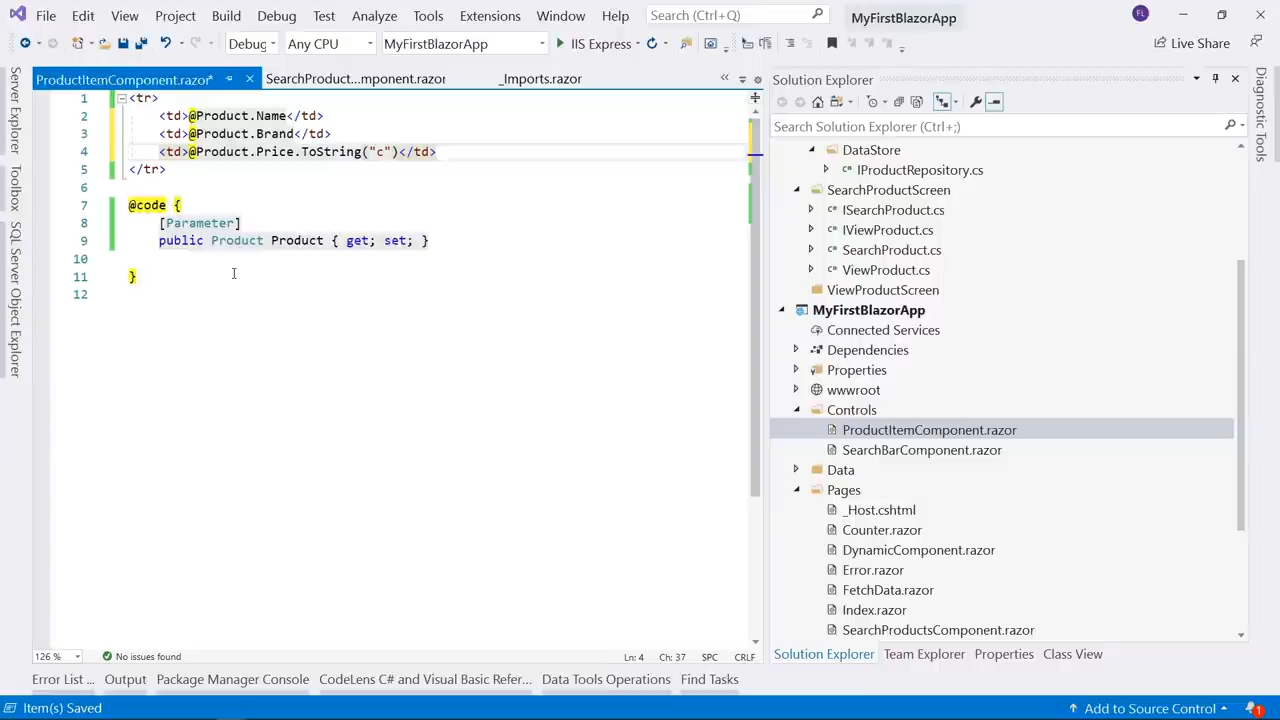 File Edit View Project Build Debug Test Analyze Tools Extensions Window Help Search (Ctrl+Q) MyFirstBlazorApp FL
Debug Any CPU MyFirstBlazorApp IIS Express Live Share
ProductItemComponent.razor* SearchProduct...mponent.razor _Imports.razor
1 <tr>
2 <td>@Product.Name</td>
3 <td>@Product.Brand</td>
4 <td>@Product.Price.ToString("c")</td>
5 </tr>
6
7 @code {
8 [Parameter]
9 public Product Product { get; set; }
10
11 }
12
126 % No issues found Ln: 4 Ch: 37 SPC CRLF
Server Explorer
Toolbox
SQL Server Object Explorer
Solution Explorer
Search Solution Explorer (Ctrl+;)
DataStore
C# IProductRepository.cs
SearchProductScreen
C# ISearchProduct.cs
C# IViewProduct.cs
C# SearchProduct.cs
C# ViewProduct.cs
ViewProductScreen
MyFirstBlazorApp
Connected Services
Dependencies
Properties
wwwroot
Controls
ProductItemComponent.razor
SearchBarComponent.razor
Data
Pages
_Host.cshtml
Counter.razor
DynamicComponent.razor
Error.razor
FetchData.razor
Index.razor
SearchProductsComponent.razor
Solution Explorer Team Explorer Properties Class View
Diagnostic Tools
Error List ... Output Package Manager Console CodeLens C# and Visual Basic Refer... Data Tools Operations Find Tasks
Item(s) Saved Add to Source Control 1